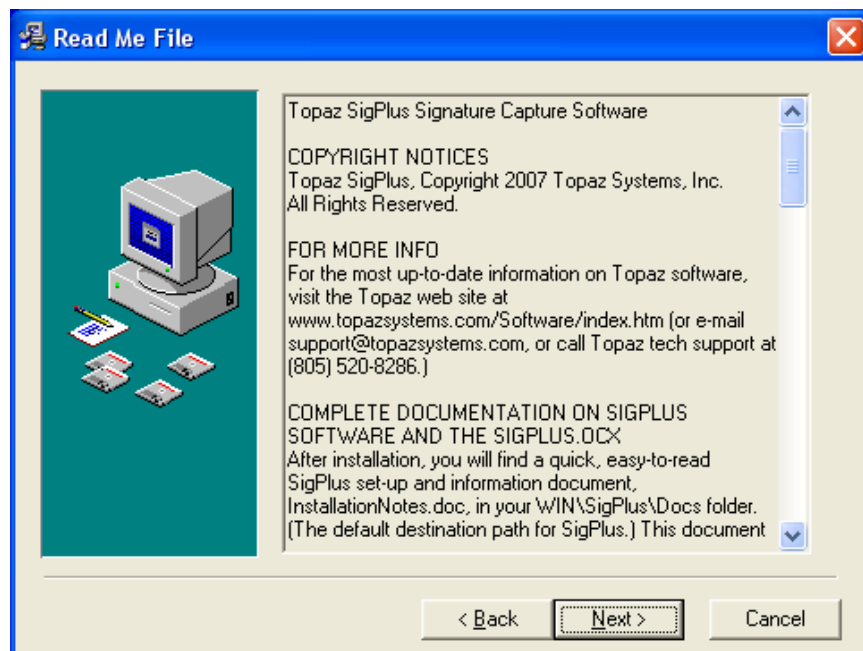 Read Me File
Topaz SigPlus Signature Capture Software
COPYRIGHT NOTICES
Topaz SigPlus, Copyright 2007 Topaz Systems, Inc.
All Rights Reserved.
FOR MORE INFO
For the most up-to-date information on Topaz software,
visit the Topaz web site at
www.topazsystems.com/Software/index.htm (or e-mail
support@topazsystems.com, or call Topaz tech support at
(805) 520-8286.)
COMPLETE DOCUMENTATION ON SIGPLUS
SOFTWARE AND THE SIGPLUS.OCX
After installation, you will find a quick, easy-to-read
SigPlus set-up and information document,
InstallationNotes.doc, in your WIN\SigPlus\Docs folder.
(The default destination path for SigPlus.) This document
< Back
Next >
Cancel